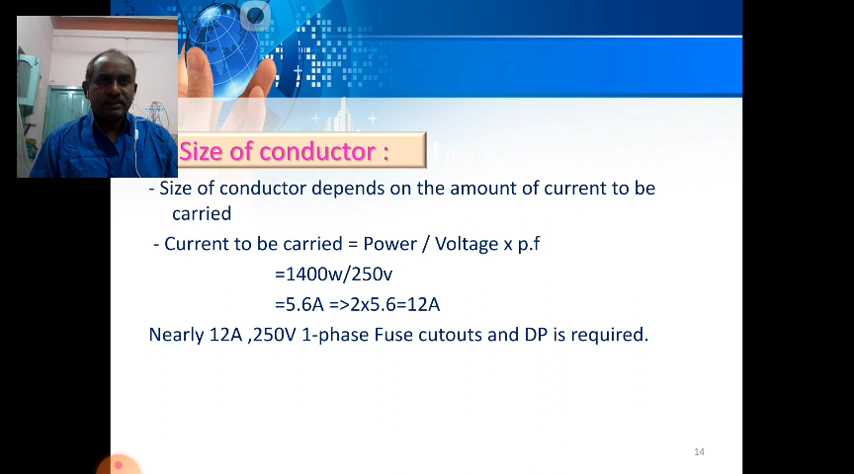 Size of conductor :
- Size of conductor depends on the amount of current to be
carried
- Current to be carried = Power / Voltage x p.f
=1400w/250v
=5.6A =>2x5.6=12A
Nearly 12A ,250V 1-phase Fuse cutouts and DP is required.
14